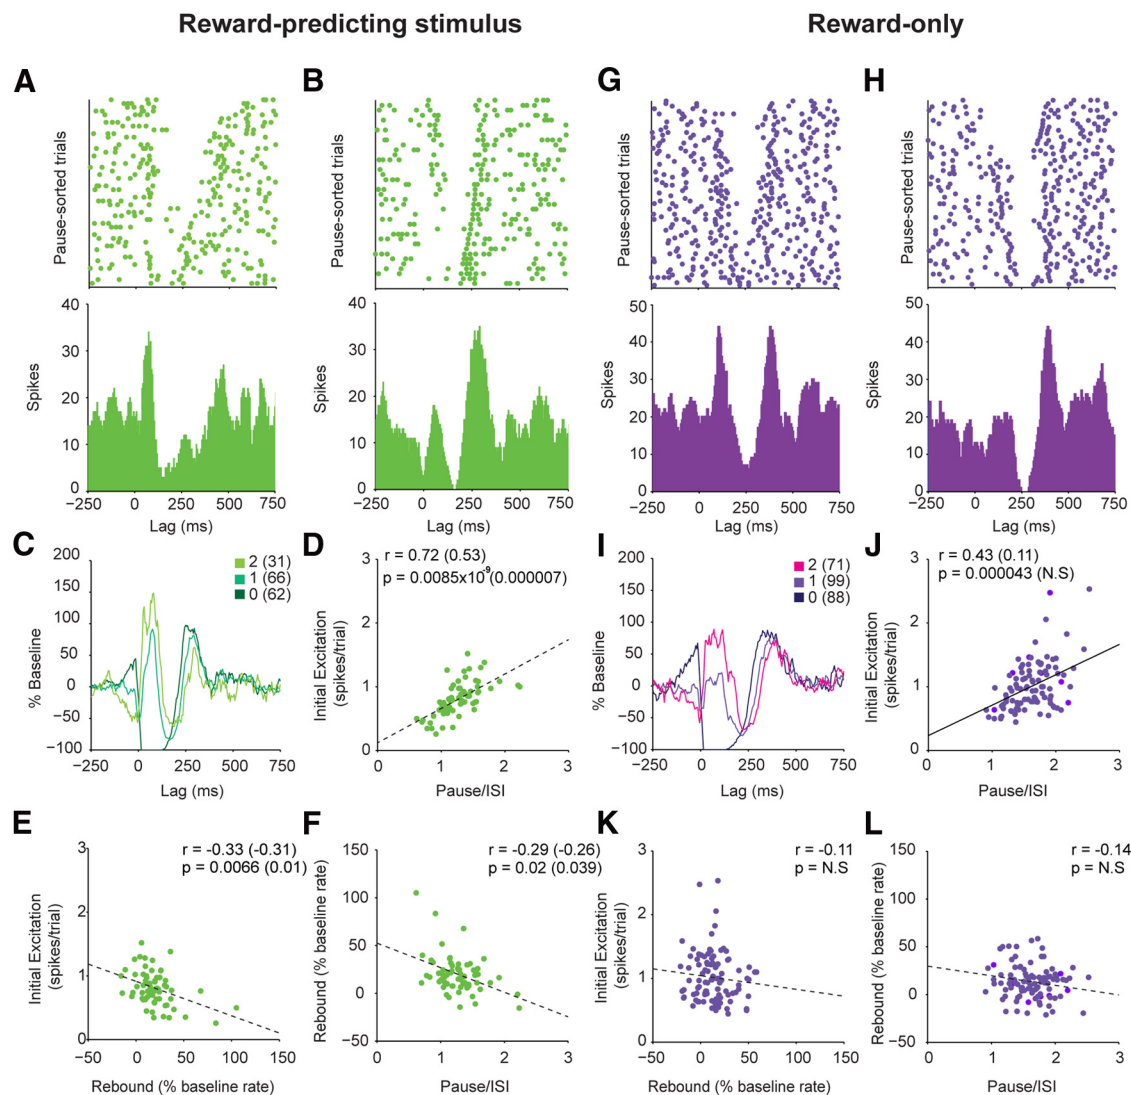 Reward-predicting stimulus
Reward-only
A
B
G
H
Pause-sorted trials
Pause-sorted trials
Pause-sorted trials
Pause-sorted trials
40
30
20
10
0
Spikes
−250 0 250 500 750
Lag (ms)
40
30
20
10
0
Spikes
−250 0 250 500 750
Lag (ms)
50
40
30
20
10
0
Spikes
−250 0 250 500 750
Lag (ms)
50
40
30
20
10
0
Spikes
−250 0 250 500 750
Lag (ms)
C
200
150
100
50
0
−50
−100
% Baseline
2 (31)
1 (66)
0 (62)
−250 0 250 500 750
Lag (ms)
D
r = 0.72 (0.53)
p = 0.0085x10-9 (0.000007)
3
2
1
0
Initial Excitation
(spikes/trial)
0 1 2 3
Pause/ISI
I
200
150
100
50
0
−50
−100
% Baseline
2 (71)
1 (99)
0 (88)
−250 0 250 500 750
Lag (ms)
J
r = 0.43 (0.11)
p = 0.000043 (N.S)
3
2
1
0
Initial Excitation
(spikes/trial)
0 1 2 3
Pause/ISI
E
r = -0.33 (-0.31)
p = 0.0066 (0.01)
3
2
1
0
Initial Excitation
(spikes/trial)
−50 0 50 100 150
Rebound (% baseline rate)
F
r = -0.29 (-0.26)
p = 0.02 (0.039)
150
100
50
0
−50
Rebound (% baseline rate)
0 1 2 3
Pause/ISI
K
r = -0.11
p = N.S
3
2
1
0
Initial Excitation
(spikes/trial)
−50 0 50 100 150
Rebound (% baseline rate)
L
r = -0.14
p = N.S
150
100
50
0
−50
Rebound (% baseline rate)
0 1 2 3
Pause/ISI